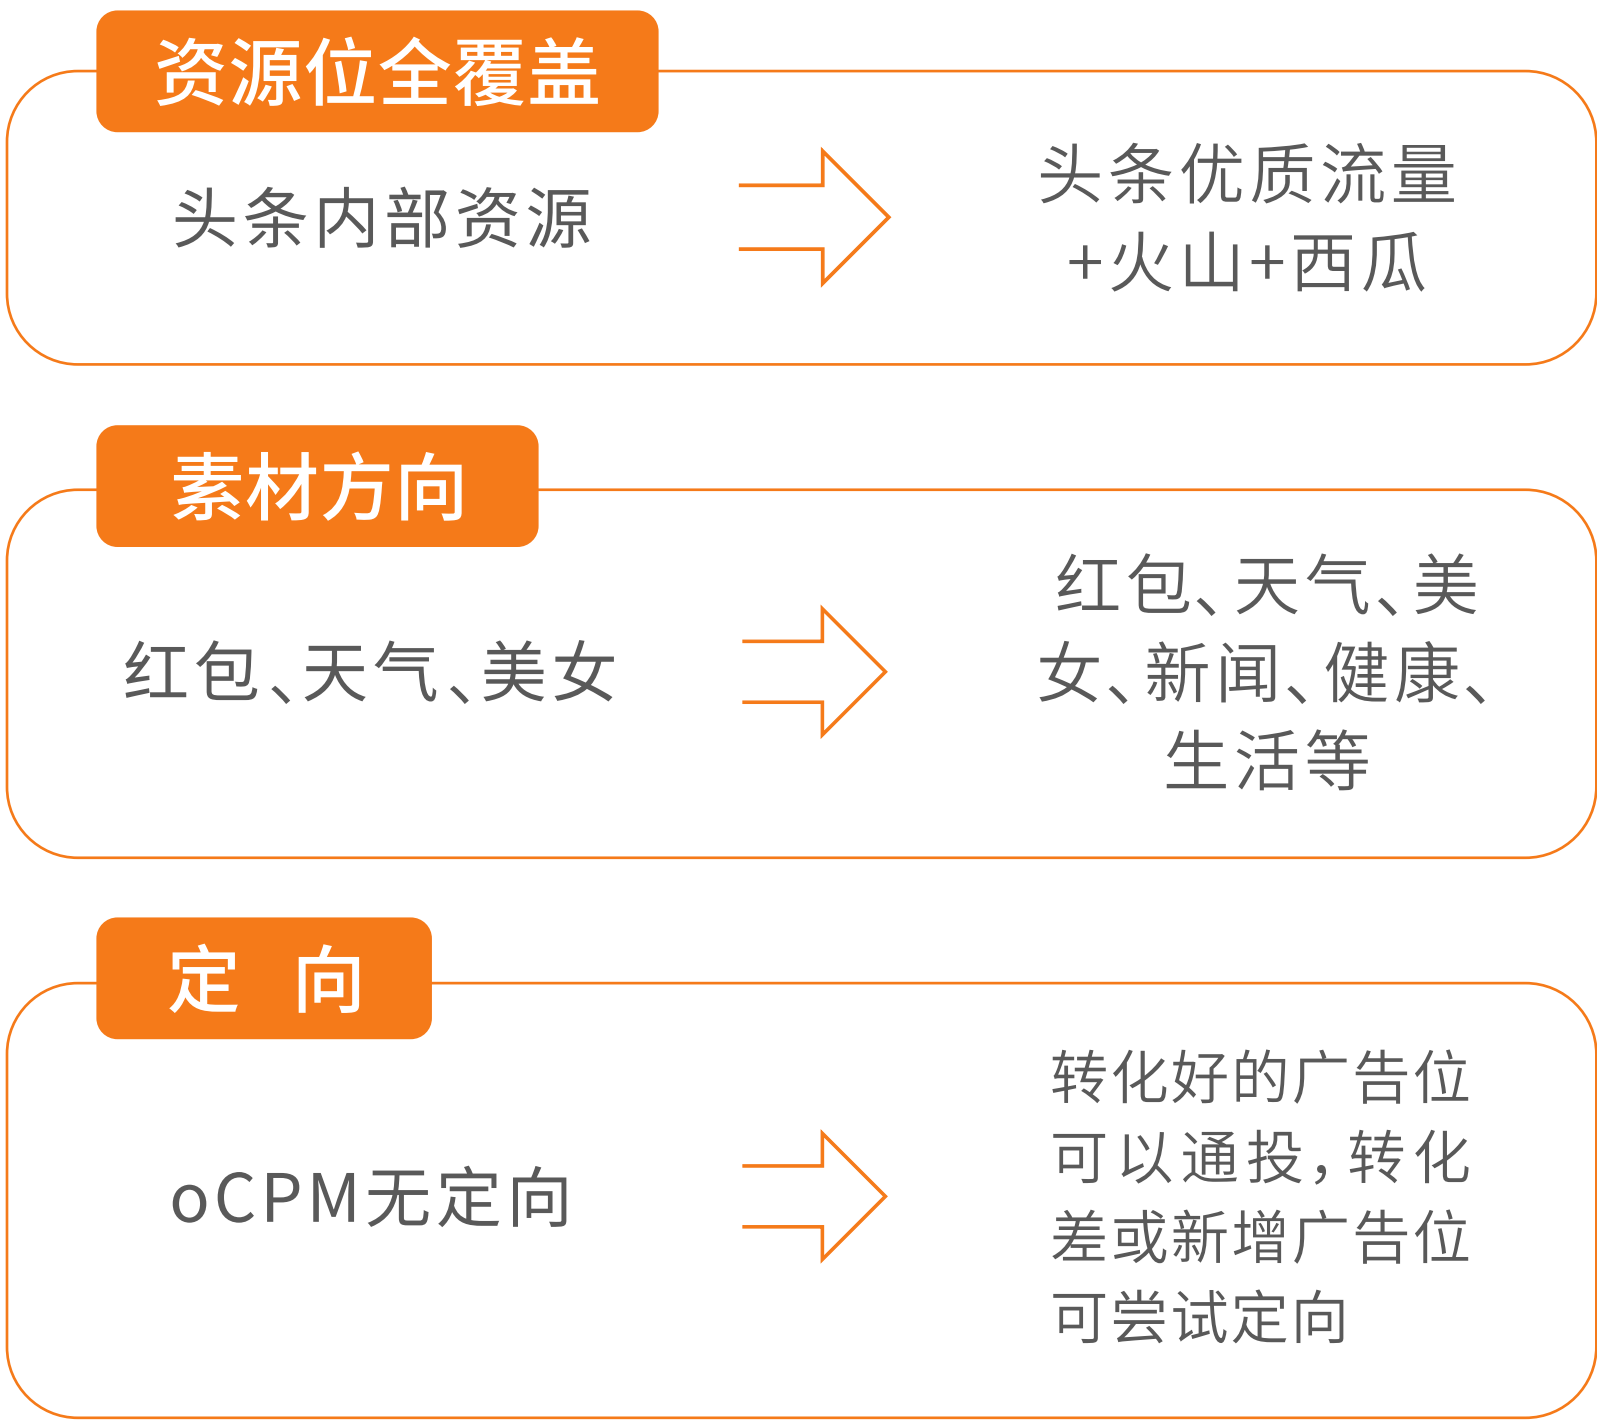 资源位全覆盖
头条内部资源
头条优质流量
+火山+西瓜
素材方向
红包、天气、美女
红包、天气、美
女、新闻、健康、
生活等
定 向
oCPM无定向
转化好的广告位
可以通投，转化
差或新增广告位
可尝试定向